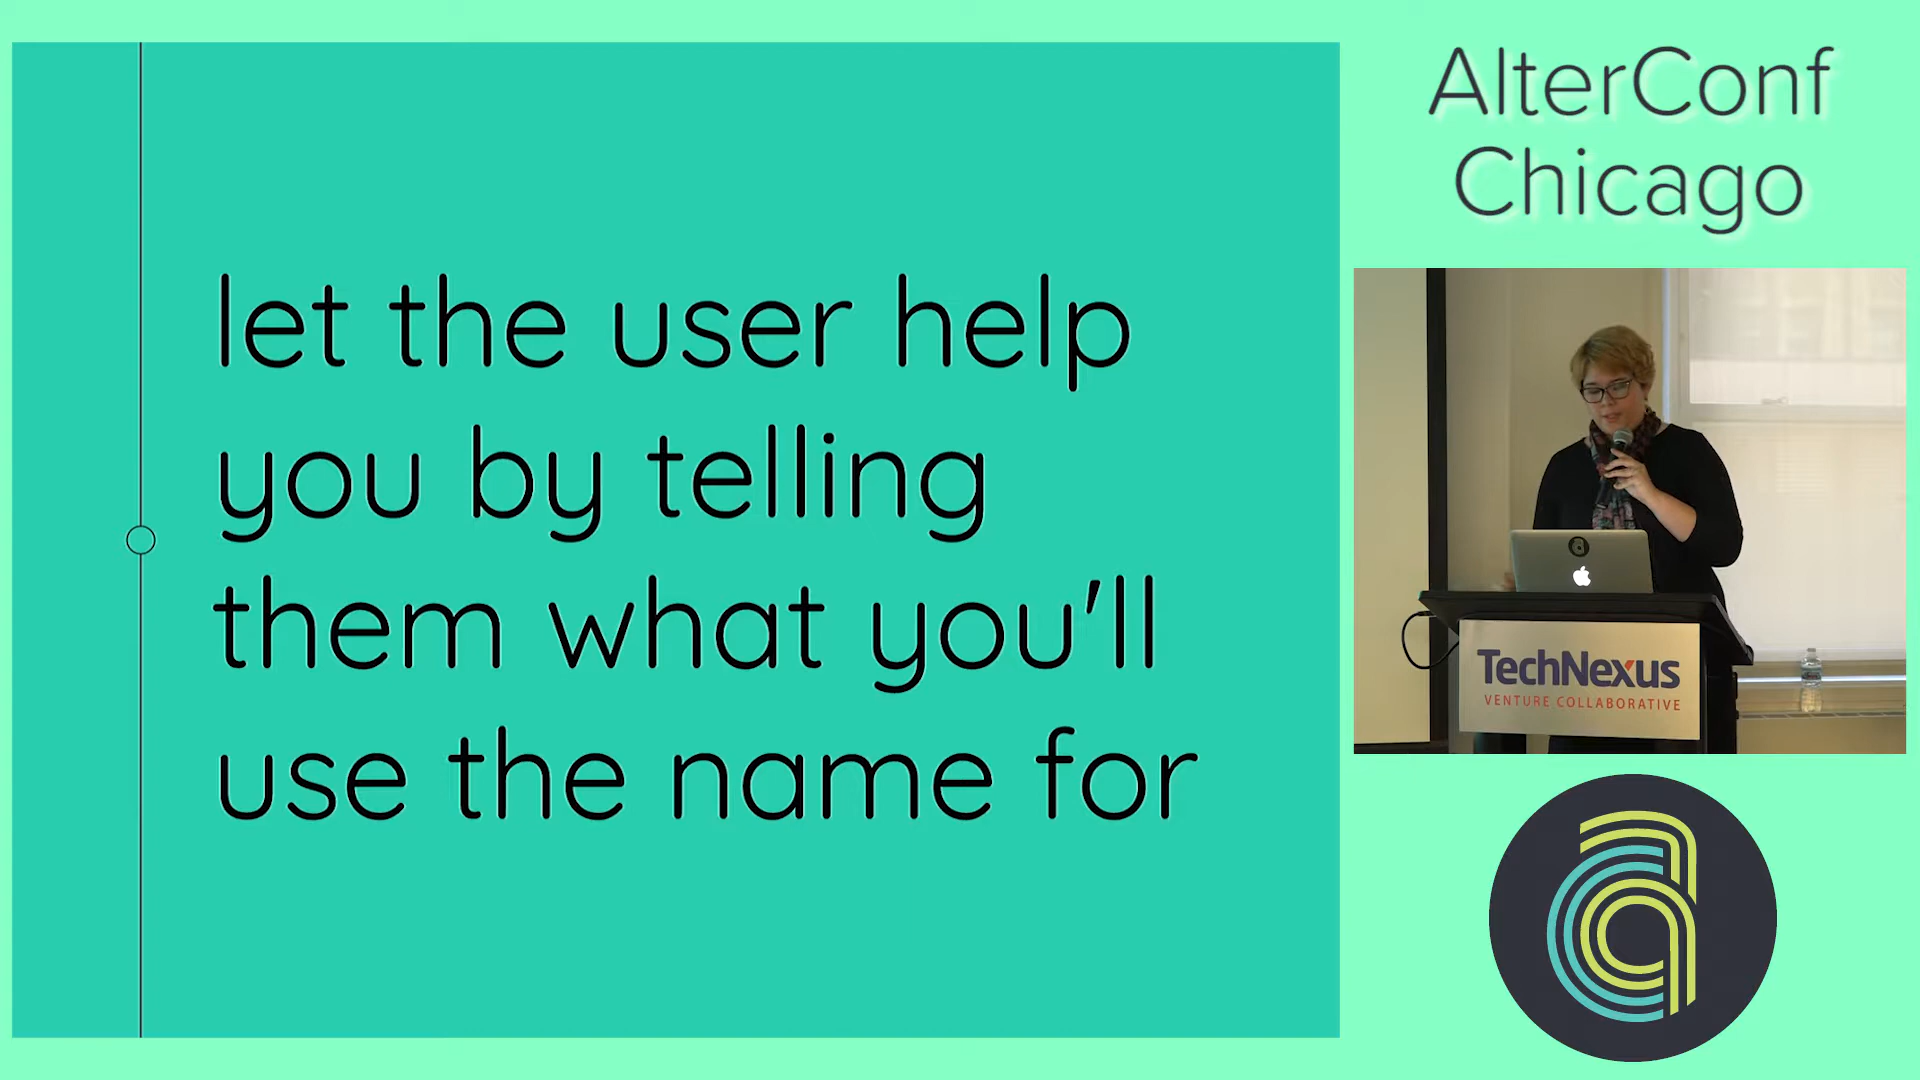 let the user help
you by telling
them what you'll
use the name for
AlterConf
Chicago
TechNexus
VENTURE COLLABORATIVE